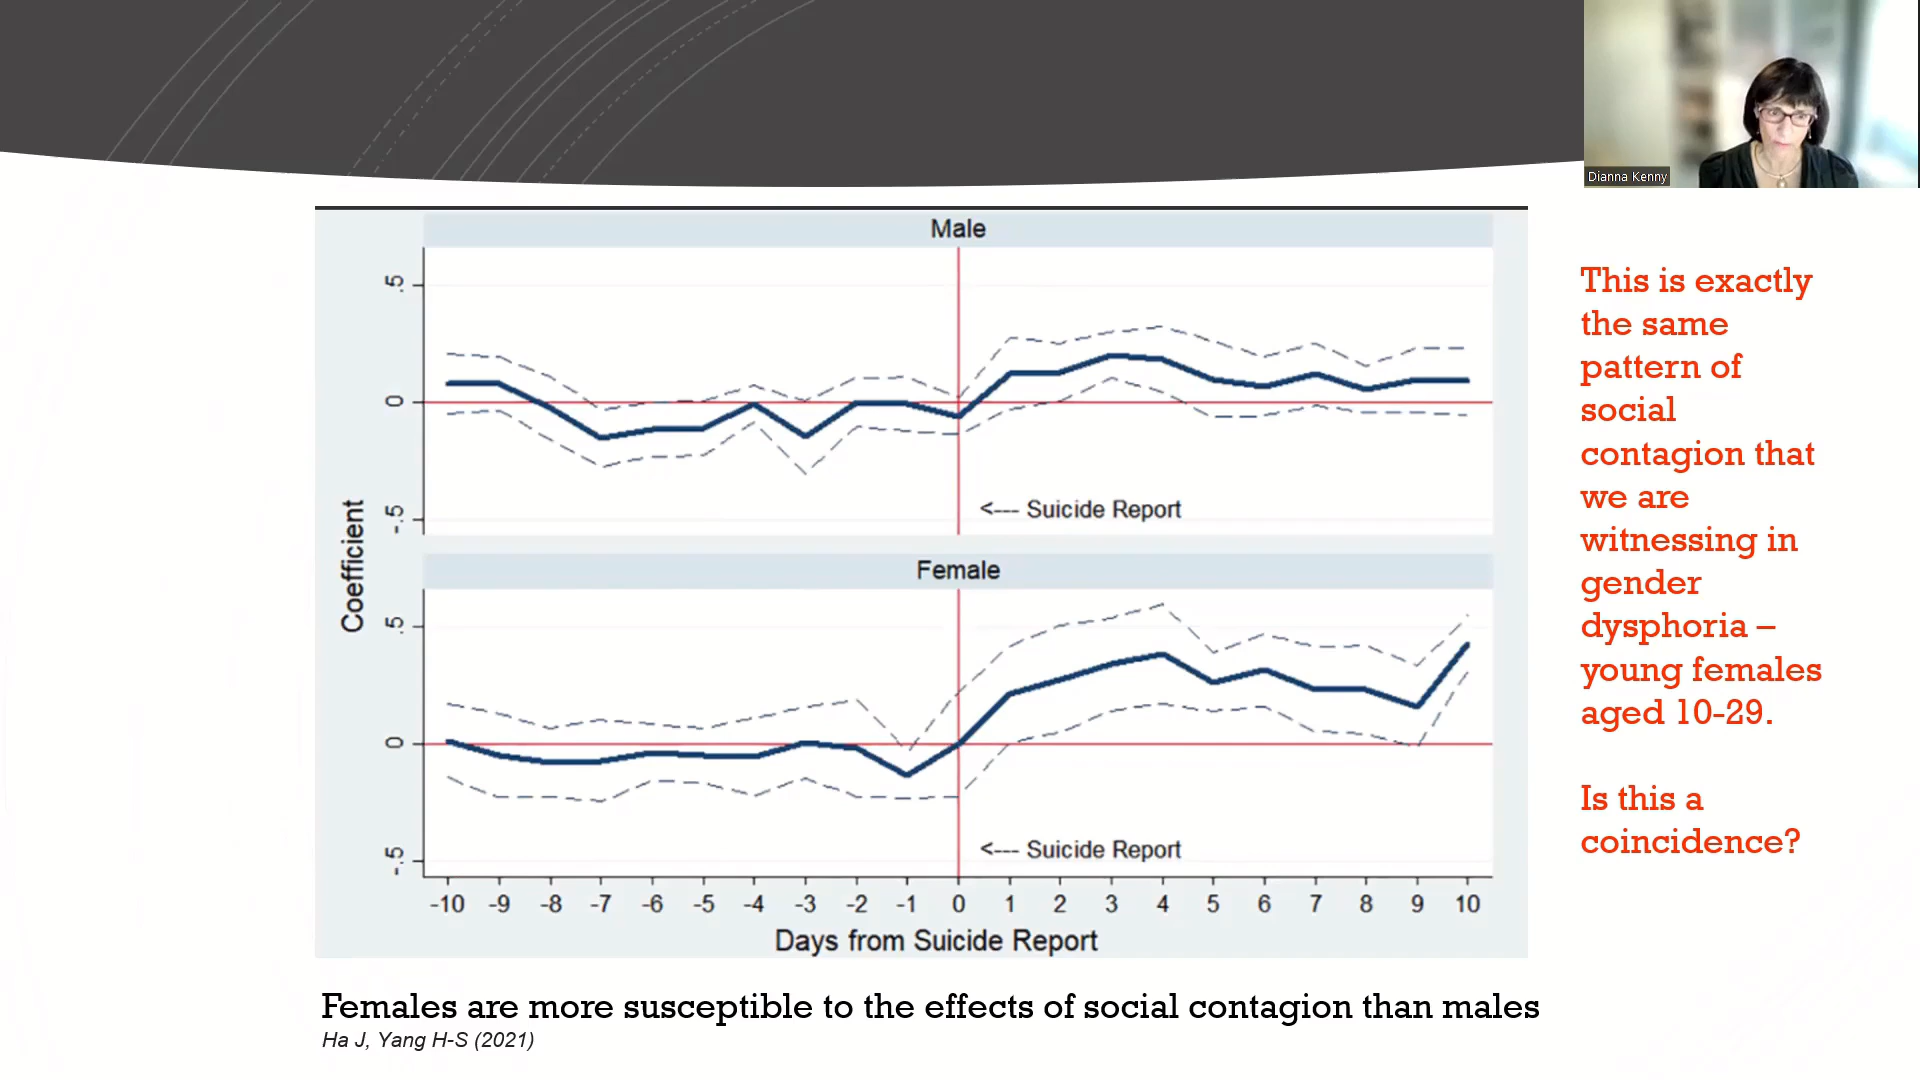 Dianna Kenny
Male
.5
0
-.5
<--- Suicide Report
Coefficient
Female
.5
0
-.5
<--- Suicide Report
-10 -9 -8 -7 -6 -5 -4 -3 -2 -1 0 1 2 3 4 5 6 7 8 9 10
Days from Suicide Report
This is exactly
the same
pattern of
social
contagion that
we are
witnessing in
gender
dysphoria –
young females
aged 10-29.
Is this a
coincidence?
Females are more susceptible to the effects of social contagion than males
Ha J, Yang H-S (2021)